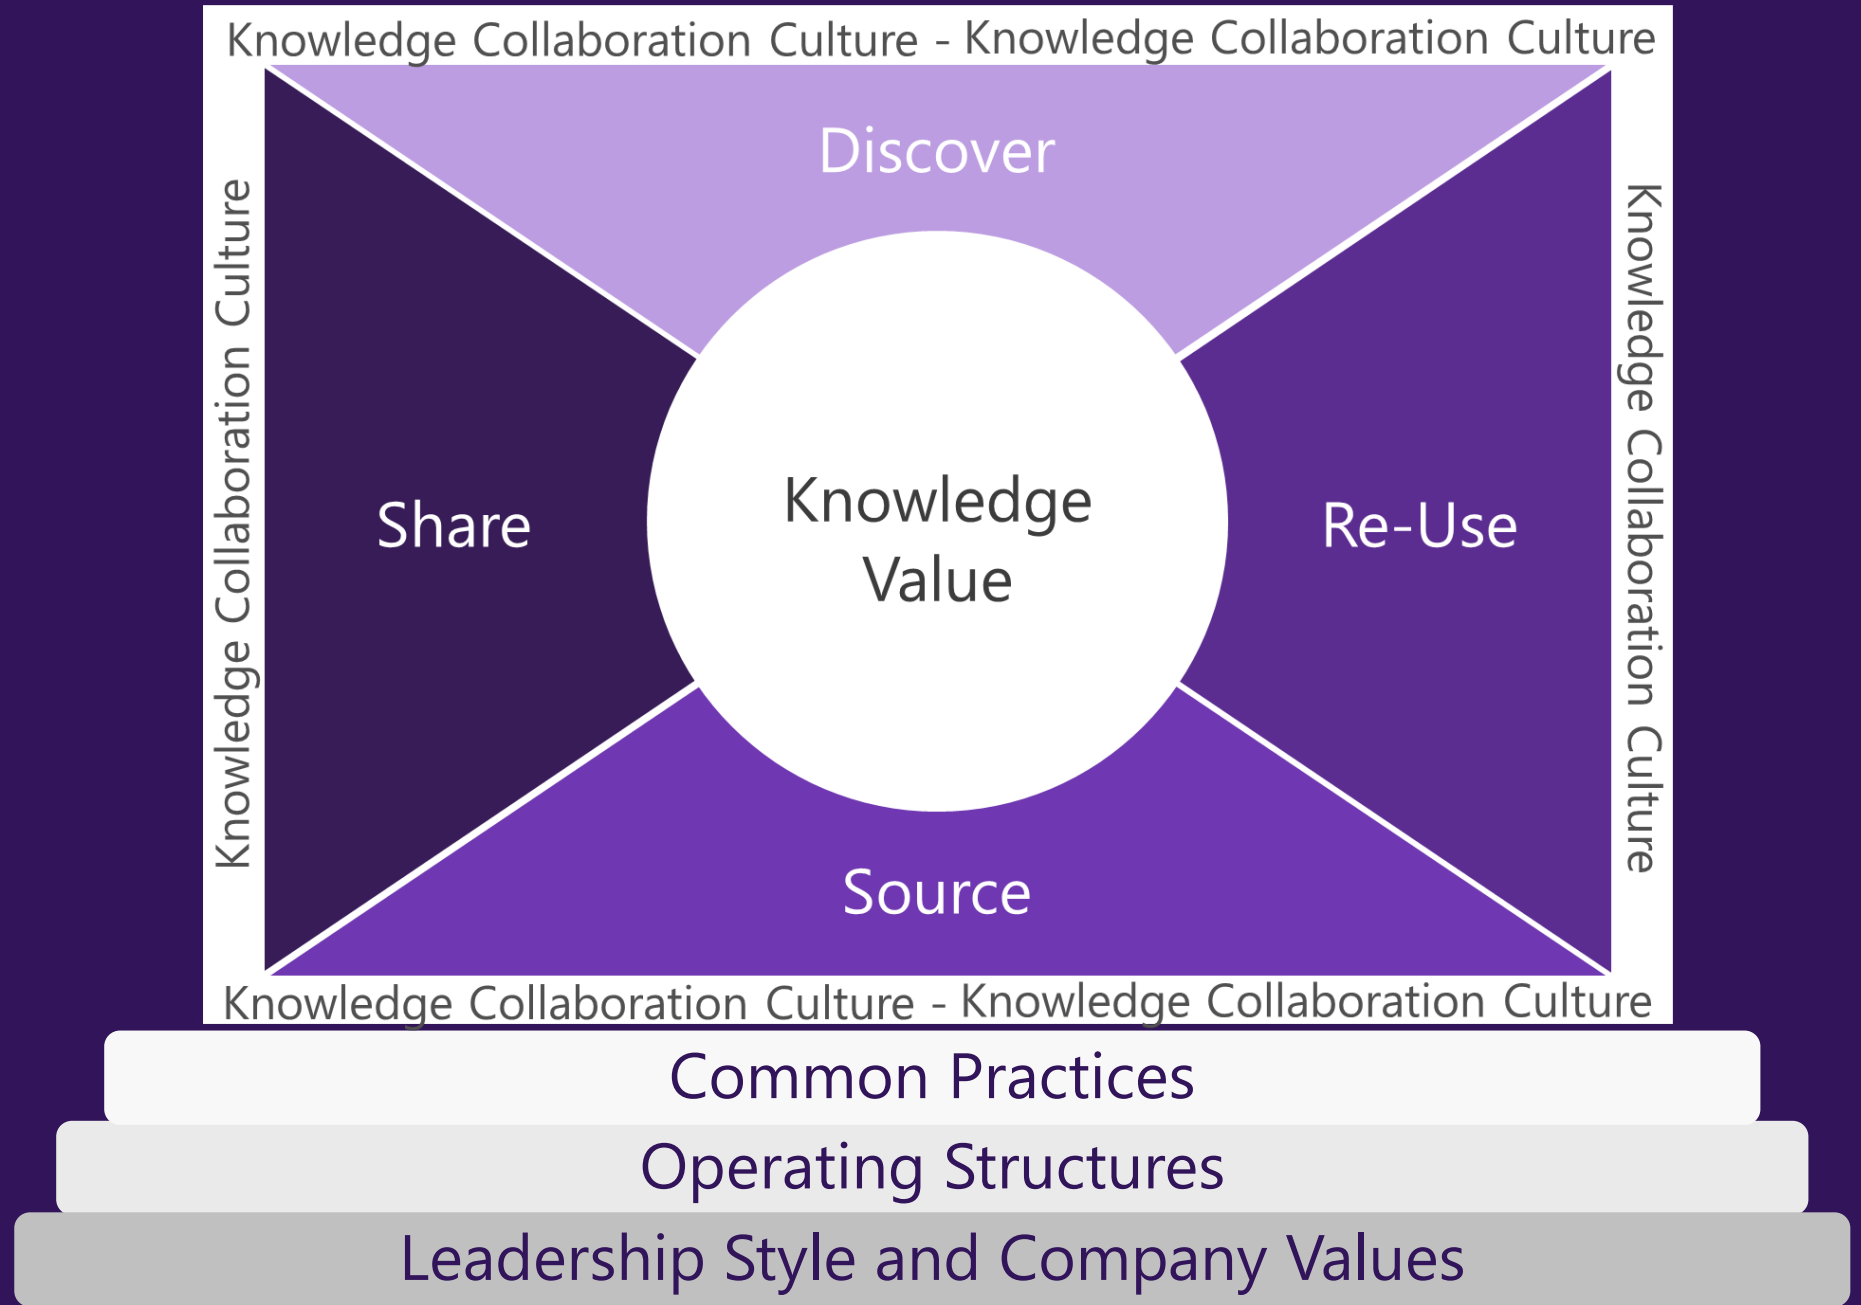 Knowledge Collaboration Culture - Knowledge Collaboration Culture
Discover
Knowledge Collaboration Culture
Share
Knowledge
Value
Re-Use
Knowledge Collaboration Culture
Source
Knowledge Collaboration Culture - Knowledge Collaboration Culture
Common Practices
Operating Structures
Leadership Style and Company Values